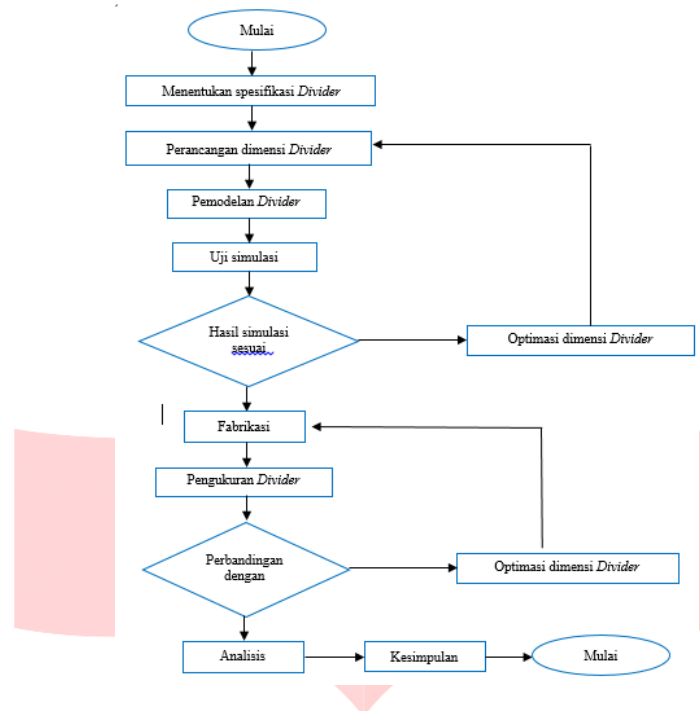 Mulai
Menentukan spesifikasi Divider
Perancangan dimensi Divider
Pemodelan Divider
Uji simulasi
Hasil simulasi
sesuai
Optimasi dimensi Divider
Fabrikasi
Pengukuran Divider
Perbandingan
dengan
Optimasi dimensi Divider
Analisis
Kesimpulan
Mulai